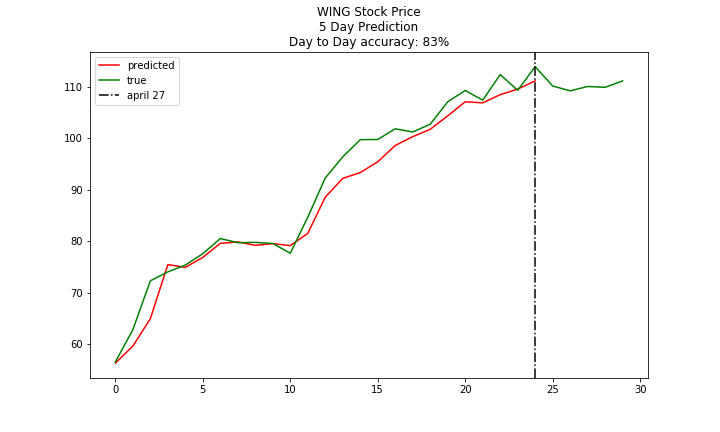 WING Stock Price
5 Day Prediction
Day to Day accuracy: 83%
predicted
true
april 27
110
100
90
80
70
60
0 5 10 15 20 25 30